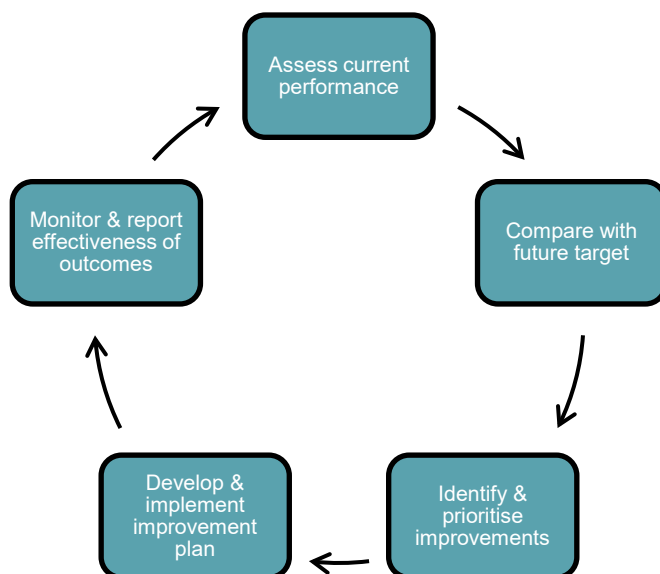 Assess current
performance
Compare with
future target
Identify &
prioritise
improvements
Develop &
implement
improvement
plan
Monitor & report
effectiveness of
outcomes